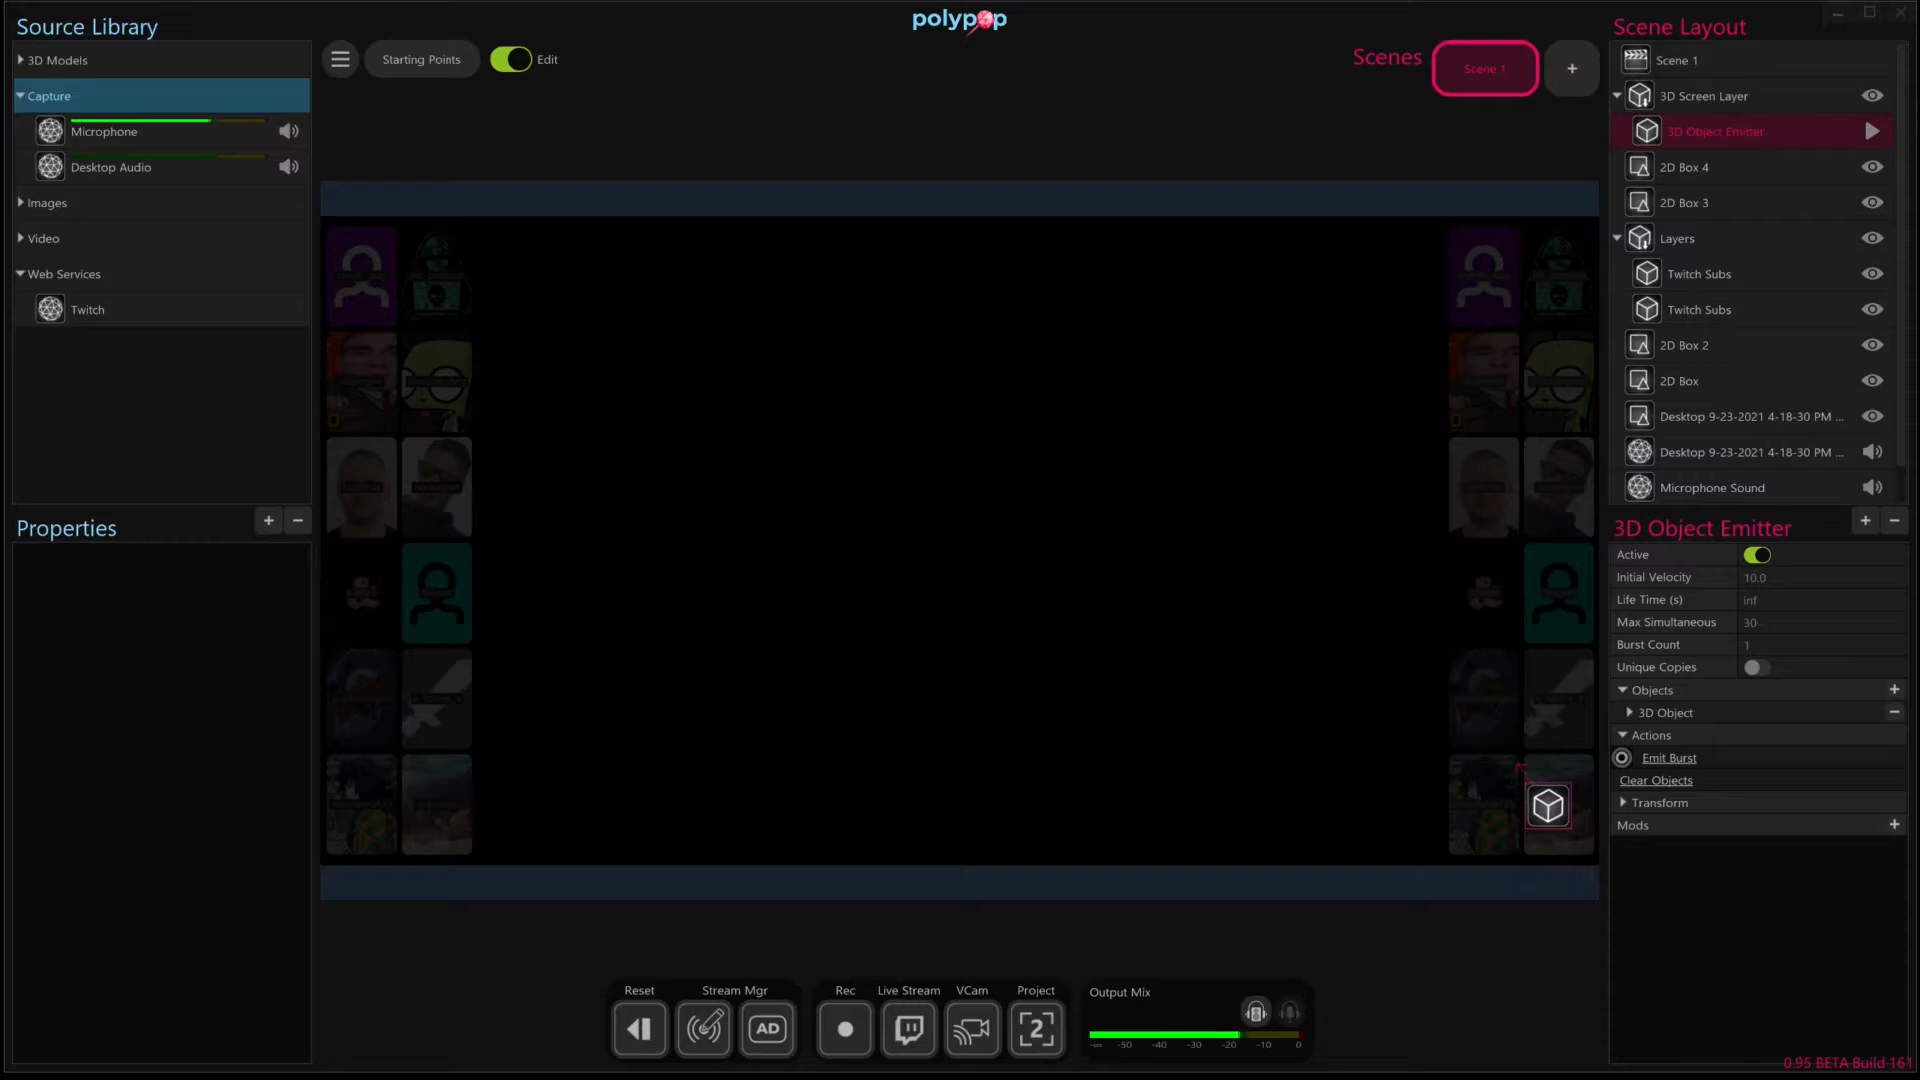 Source Library
3D Models
Capture
Microphone
Desktop Audio
Images
Video
Web Services
Twitch
Properties
+
−
polypop
Starting Points
Edit
Scenes
Scene 1
+
Scene Layout
Scene 1
3D Screen Layer
3D Object Emitter
2D Box 4
2D Box 3
Layers
Twitch Subs
Twitch Subs
2D Box 2
2D Box
Desktop 9-23-2021 4-18-30 PM ...
Desktop 9-23-2021 4-18-30 PM ...
Microphone Sound
3D Object Emitter
+
−
Active
Initial Velocity 10.0
Life Time (s) inf
Max Simultaneous 30
Burst Count 1
Unique Copies
Objects +
3D Object −
Actions
Emit Burst
Clear Objects
Transform
Mods +
Reset Stream Mgr Rec Live Stream VCam Project Output Mix
AD 2
-∞ -50 -40 -30 -20 -10 0
0.95 BETA Build 161